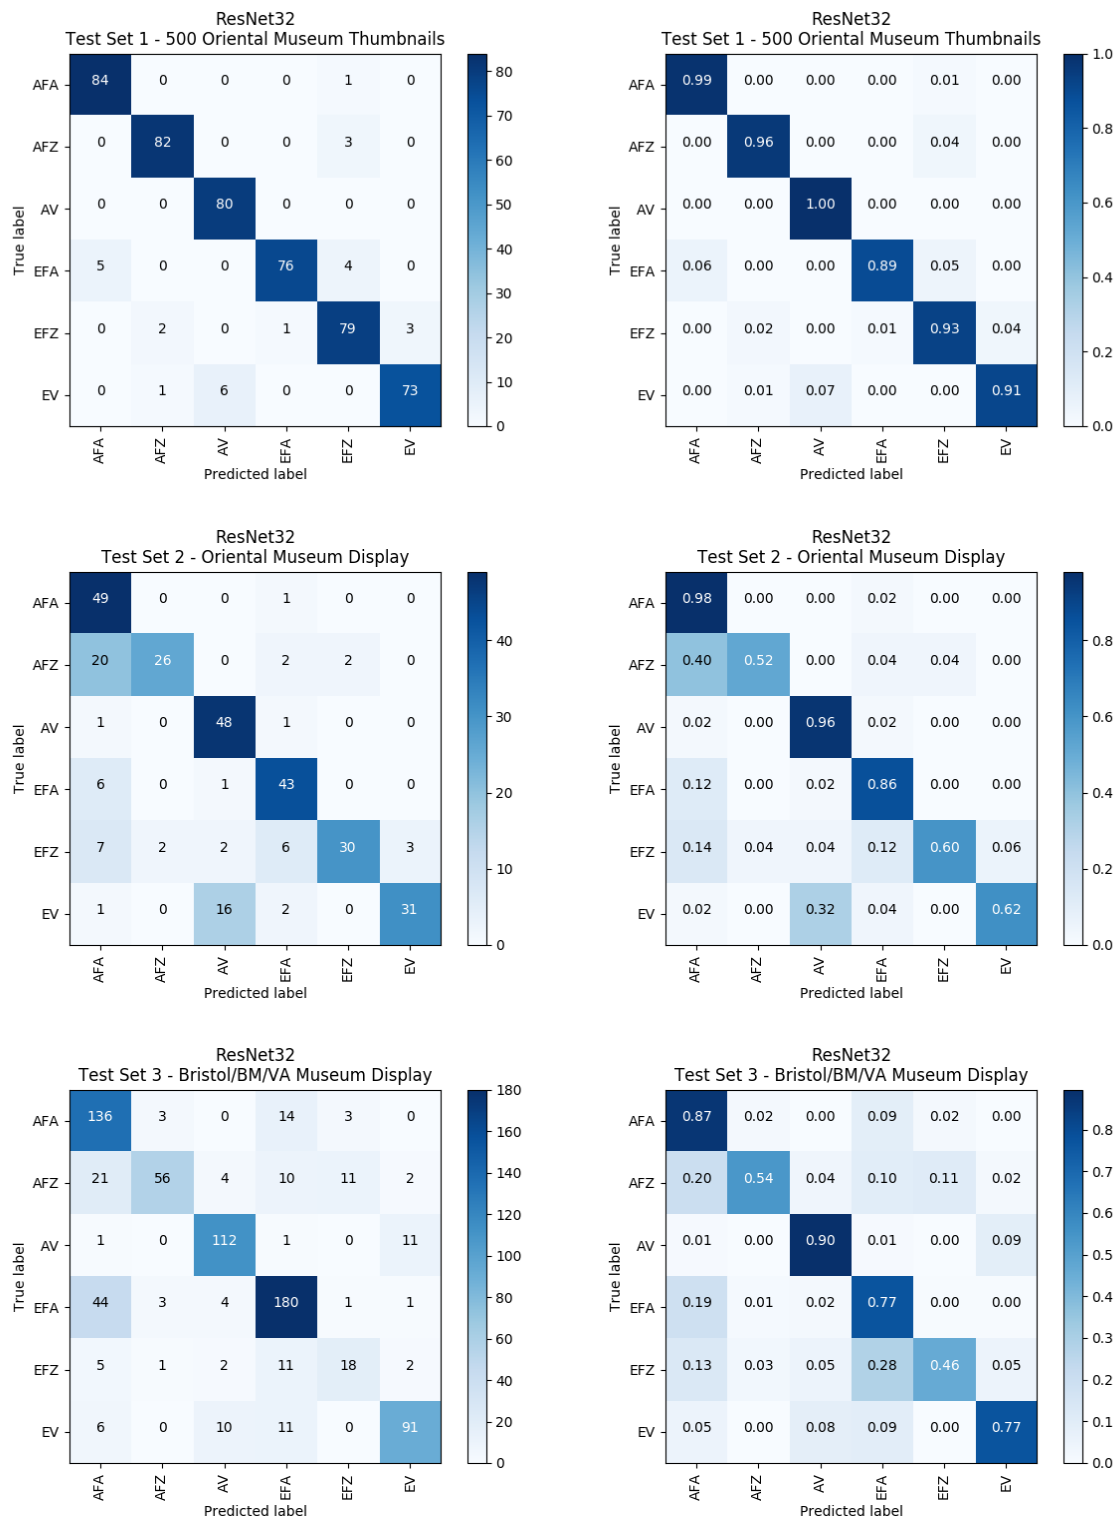 ResNet32
Test Set 1 - 500 Oriental Museum Thumbnails
True label
AFA 84 0 0 0 1 0
AFZ 0 82 0 0 3 0
AV 0 0 80 0 0 0
EFA 5 0 0 76 4 0
EFZ 0 2 0 1 79 3
EV 0 1 6 0 0 73
AFA AFZ AV EFA EFZ EV
Predicted label
80
70
60
50
40
30
20
10
0
ResNet32
Test Set 1 - 500 Oriental Museum Thumbnails
True label
AFA 0.99 0.00 0.00 0.00 0.01 0.00
AFZ 0.00 0.96 0.00 0.00 0.04 0.00
AV 0.00 0.00 1.00 0.00 0.00 0.00
EFA 0.06 0.00 0.00 0.89 0.05 0.00
EFZ 0.00 0.02 0.00 0.01 0.93 0.04
EV 0.00 0.01 0.07 0.00 0.00 0.91
AFA AFZ AV EFA EFZ EV
Predicted label
1.0
0.8
0.6
0.4
0.2
0.0
ResNet32
Test Set 2 - Oriental Museum Display
True label
AFA 49 0 0 1 0 0
AFZ 20 26 0 2 2 0
AV 1 0 48 1 0 0
EFA 6 0 1 43 0 0
EFZ 7 2 2 6 30 3
EV 1 0 16 2 0 31
AFA AFZ AV EFA EFZ EV
Predicted label
40
30
20
10
0
ResNet32
Test Set 2 - Oriental Museum Display
True label
AFA 0.98 0.00 0.00 0.02 0.00 0.00
AFZ 0.40 0.52 0.00 0.04 0.04 0.00
AV 0.02 0.00 0.96 0.02 0.00 0.00
EFA 0.12 0.00 0.02 0.86 0.00 0.00
EFZ 0.14 0.04 0.04 0.12 0.60 0.06
EV 0.02 0.00 0.32 0.04 0.00 0.62
AFA AFZ AV EFA EFZ EV
Predicted label
0.8
0.6
0.4
0.2
0.0
ResNet32
Test Set 3 - Bristol/BM/VA Museum Display
True label
AFA 136 3 0 14 3 0
AFZ 21 56 4 10 11 2
AV 1 0 112 1 0 11
EFA 44 3 4 180 1 1
EFZ 5 1 2 11 18 2
EV 6 0 10 11 0 91
AFA AFZ AV EFA EFZ EV
Predicted label
180
160
140
120
100
80
60
40
20
0
ResNet32
Test Set 3 - Bristol/BM/VA Museum Display
True label
AFA 0.87 0.02 0.00 0.09 0.02 0.00
AFZ 0.20 0.54 0.04 0.10 0.11 0.02
AV 0.01 0.00 0.90 0.01 0.00 0.09
EFA 0.19 0.01 0.02 0.77 0.00 0.00
EFZ 0.13 0.03 0.05 0.28 0.46 0.05
EV 0.05 0.00 0.08 0.09 0.00 0.77
AFA AFZ AV EFA EFZ EV
Predicted label
0.8
0.7
0.6
0.5
0.4
0.3
0.2
0.1
0.0